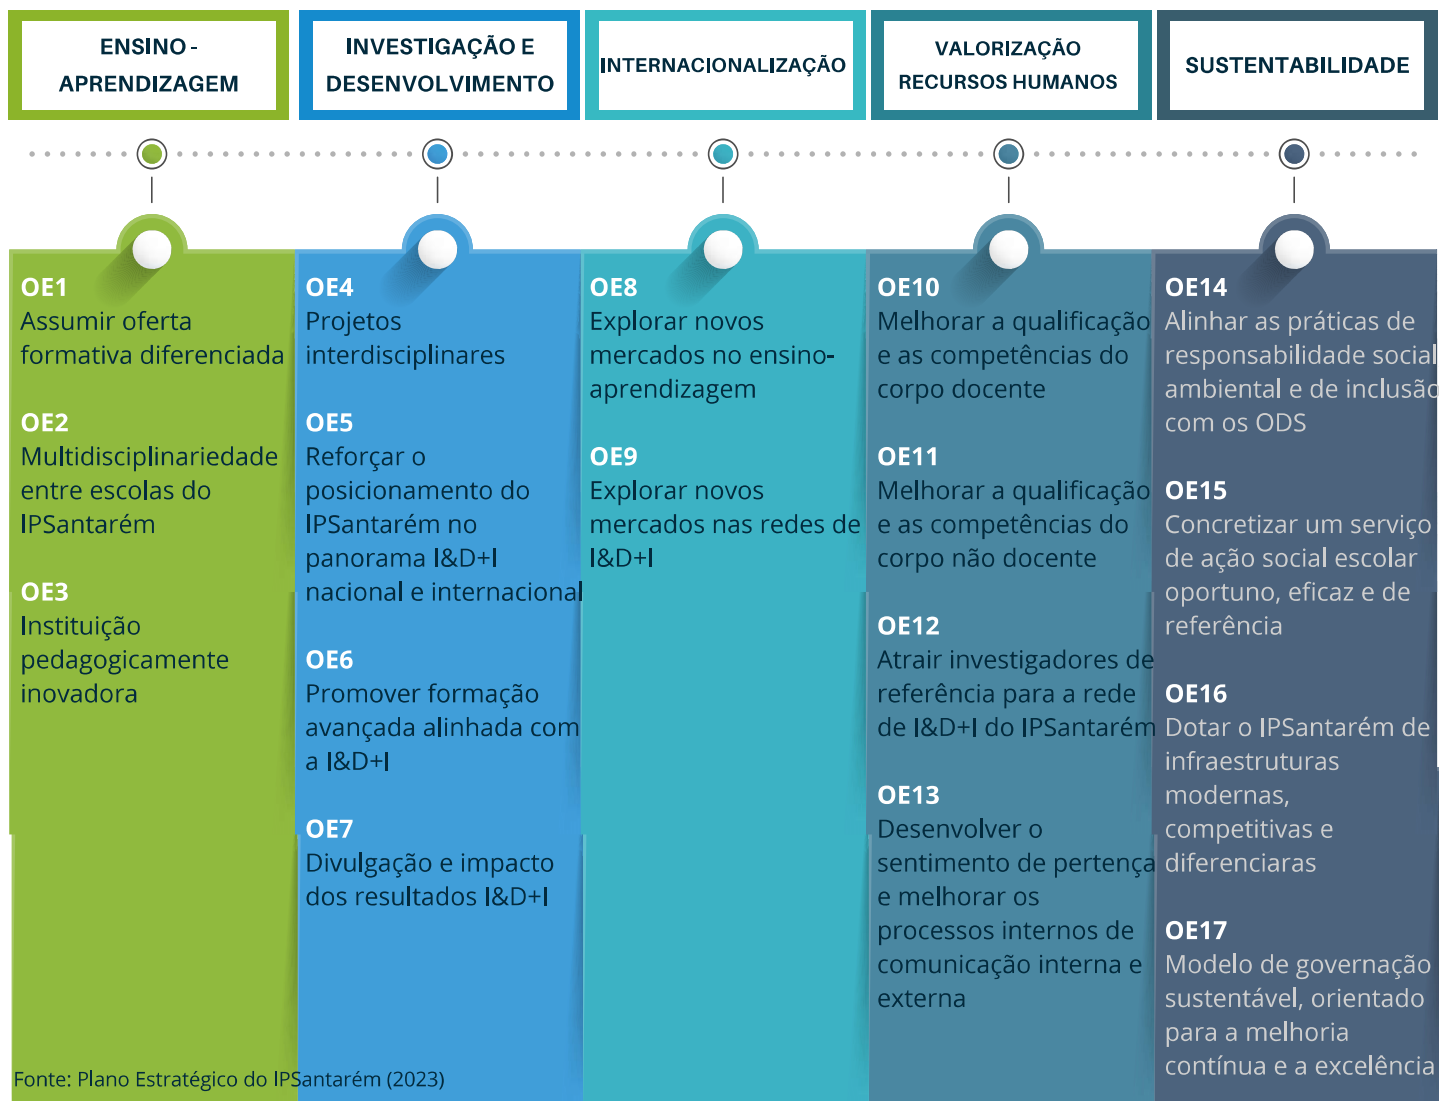 ENSINO -
APRENDIZAGEM
INVESTIGAÇÃO E
DESENVOLVIMENTO
INTERNACIONALIZAÇÃO
VALORIZAÇÃO
RECURSOS HUMANOS
SUSTENTABILIDADE
OE1
Assumir oferta
formativa diferenciada
OE2
Multidisciplinariedade
entre escolas do
IPSantarém
OE3
Instituição
pedagogicamente
inovadora
OE4
Projetos
interdisciplinares
OE5
Reforçar o
posicionamento do
IPSantarém no
panorama I&D+I
nacional e internacional
OE6
Promover formação
avançada alinhada com
a I&D+I
OE7
Divulgação e impacto
dos resultados I&D+I
OE8
Explorar novos
mercados no ensino-
aprendizagem
OE9
Explorar novos
mercados nas redes de
I&D+I
OE10
Melhorar a qualificação
e as competências do
corpo docente
OE11
Melhorar a qualificação
e as competências do
corpo não docente
OE12
Atrair investigadores de
referência para a rede
de I&D+I do IPSantarém
OE13
Desenvolver o
sentimento de pertença
e melhorar os
processos internos de
comunicação interna e
externa
OE14
Alinhar as práticas de
responsabilidade social
ambiental e de inclusão
com os ODS
OE15
Concretizar um serviço
de ação social escolar
oportuno, eficaz e de
referência
OE16
Dotar o IPSantarém de
infraestruturas
modernas,
competitivas e
diferenciaras
OE17
Modelo de governação
sustentável, orientado
para a melhoria
contínua e a excelência
Fonte: Plano Estratégico do IPSantarém (2023)